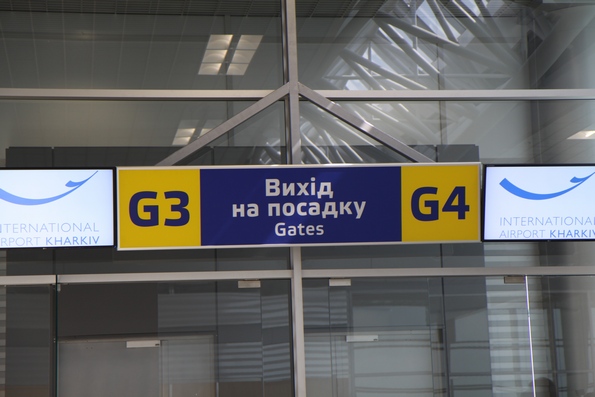 INTERNATIONAL
AIRPORT KHARKIV
G3
Вихід
на посадку
Gates
G4
INTERNATIONAL
AIRPORT KHARKIV